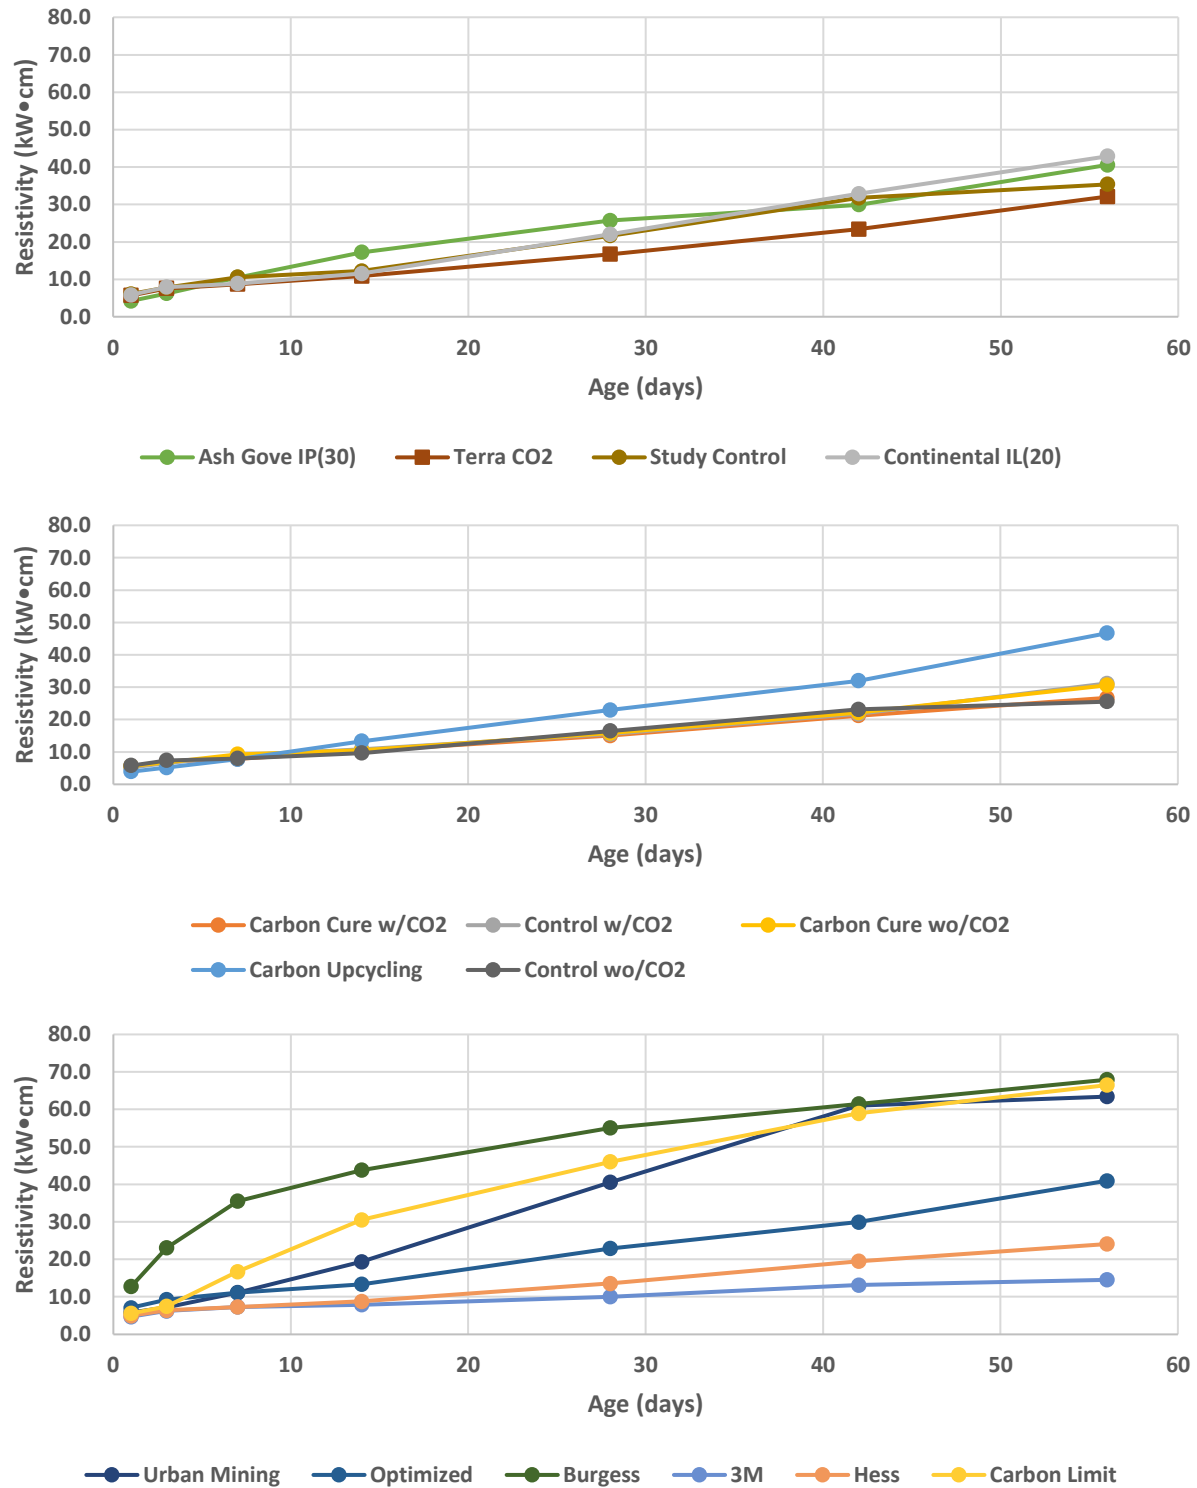 80.0
70.0
60.0
50.0
40.0
30.0
20.0
10.0
0.0
Resistivity (kW•cm)
0 10 20 30 40 50 60
Age (days)
Ash Gove IP(30) Terra CO2 Study Control Continental IL(20)
80.0
70.0
60.0
50.0
40.0
30.0
20.0
10.0
0.0
Resistivity (kW•cm)
0 10 20 30 40 50 60
Age (days)
Carbon Cure w/CO2 Control w/CO2 Carbon Cure wo/CO2
Carbon Upcycling Control wo/CO2
80.0
70.0
60.0
50.0
40.0
30.0
20.0
10.0
0.0
Resistivity (kW•cm)
0 10 20 30 40 50 60
Age (days)
Urban Mining Optimized Burgess 3M Hess Carbon Limit